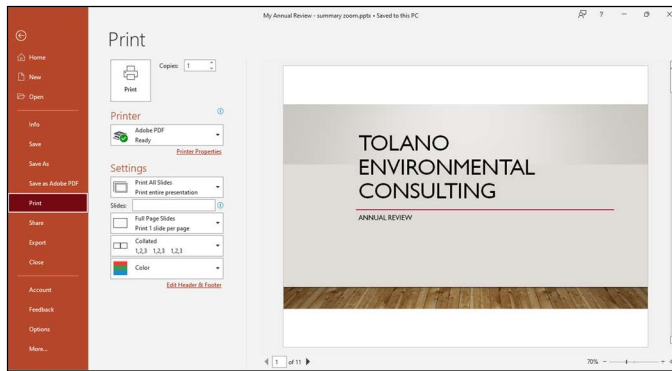 My Annual Review - summary zoom.pptx • Saved to this PC
?
Home
New
Open
Info
Save
Save As
Save as Adobe PDF
Print
Share
Export
Close
Account
Feedback
Options
More...
Print
Print
Copies: 1
Printer
Adobe PDF
Ready
Printer Properties
Settings
Print All Slides
Print entire presentation
Slides:
Full Page Slides
Print 1 slide per page
Collated
1,2,3 1,2,3 1,2,3
Color
Edit Header & Footer
TOLANO
ENVIRONMENTAL
CONSULTING
ANNUAL REVIEW
1 of 11
70% - +